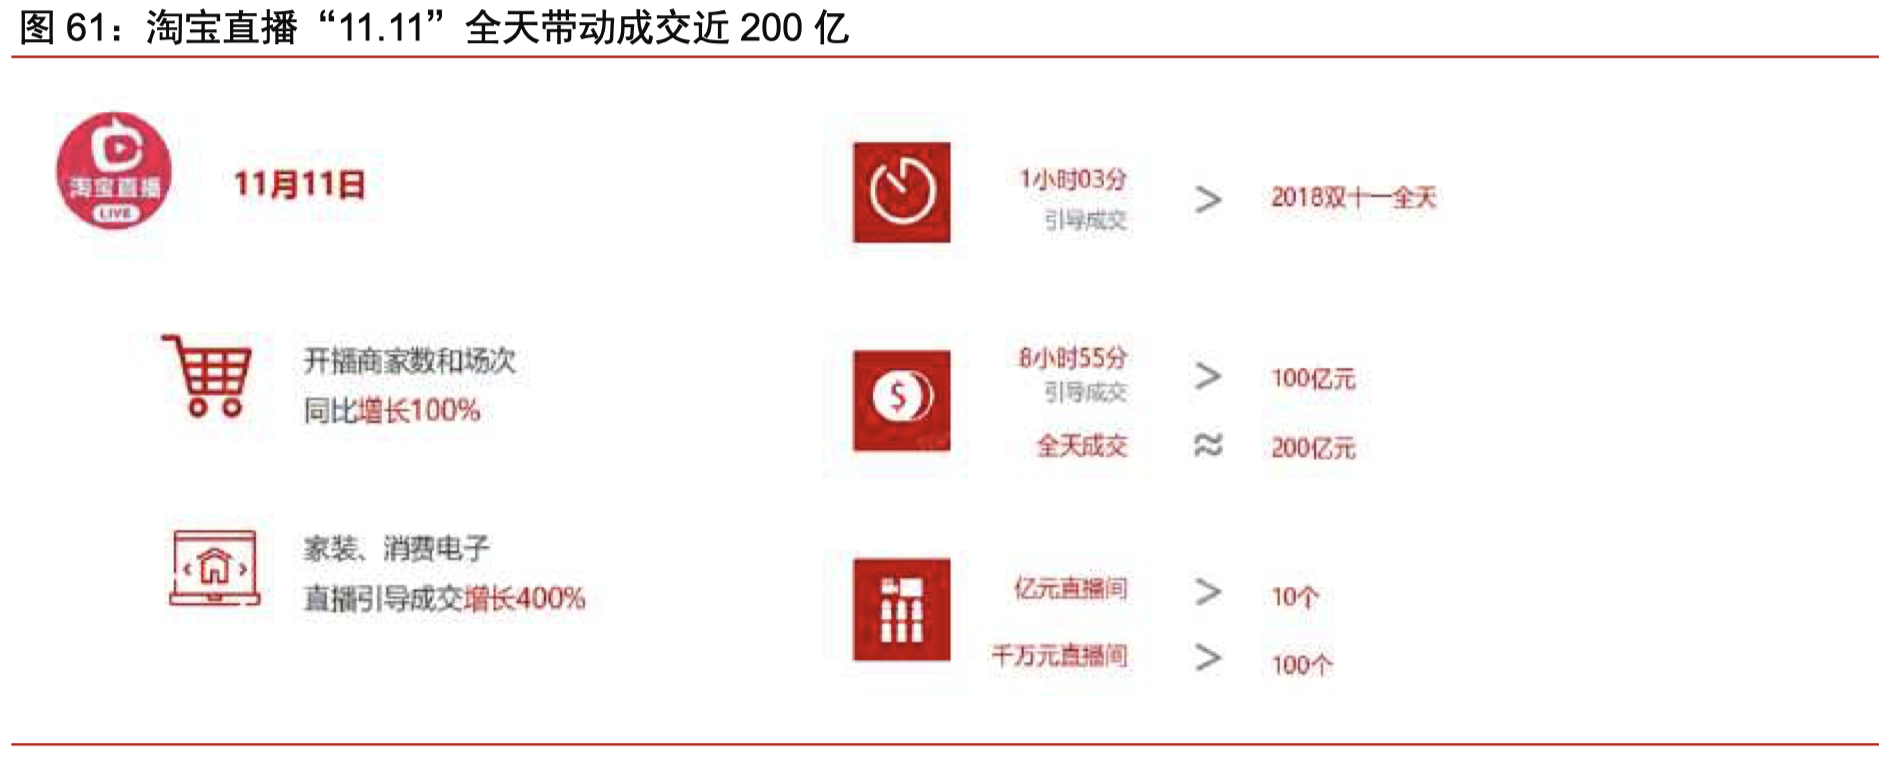 图 61：淘宝直播“11.11”全天带动成交近 200 亿
淘宝直播
LIVE
11月11日
开播商家数和场次
同比增长100%
家装、消费电子
直播引导成交增长400%
1小时03分
引导成交
>
2018双十一全天
8小时55分
引导成交
>
100亿元
全天成交
≈
200亿元
亿元直播间
>
10个
千万元直播间
>
100个